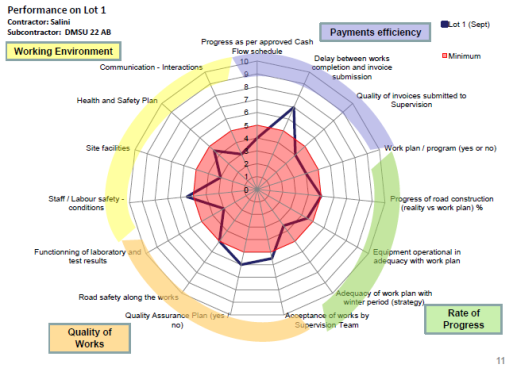 Performance on Lot 1
Contractor: Salini
Subcontractor: DMSU 22 AB
Payments efficiency
Lot 1 (Sept)
Minimum
Working Environment
Progress as per approved Cash
Flow schedule
Delay between works
completion and invoice
submission
Communication - Interactions
Quality of invoices submitted to
Supervision
Health and Safety Plan
Work plan / program (yes or no)
Site facilities
Progress of road construction
(reality vs work plan) %
Staff / Labour safety -
conditions
Equipment operational in
adequacy with work plan
Functionning of laboratory and
test results
Adequacy of work plan with
winter period (strategy)
Road safety along the works
Acceptance of works by
Supervision Team
Quality Assurance Plan (yes /
no)
10
9
8
7
6
5
4
3
2
1
0
Rate of
Progress
Quality of
Works
11